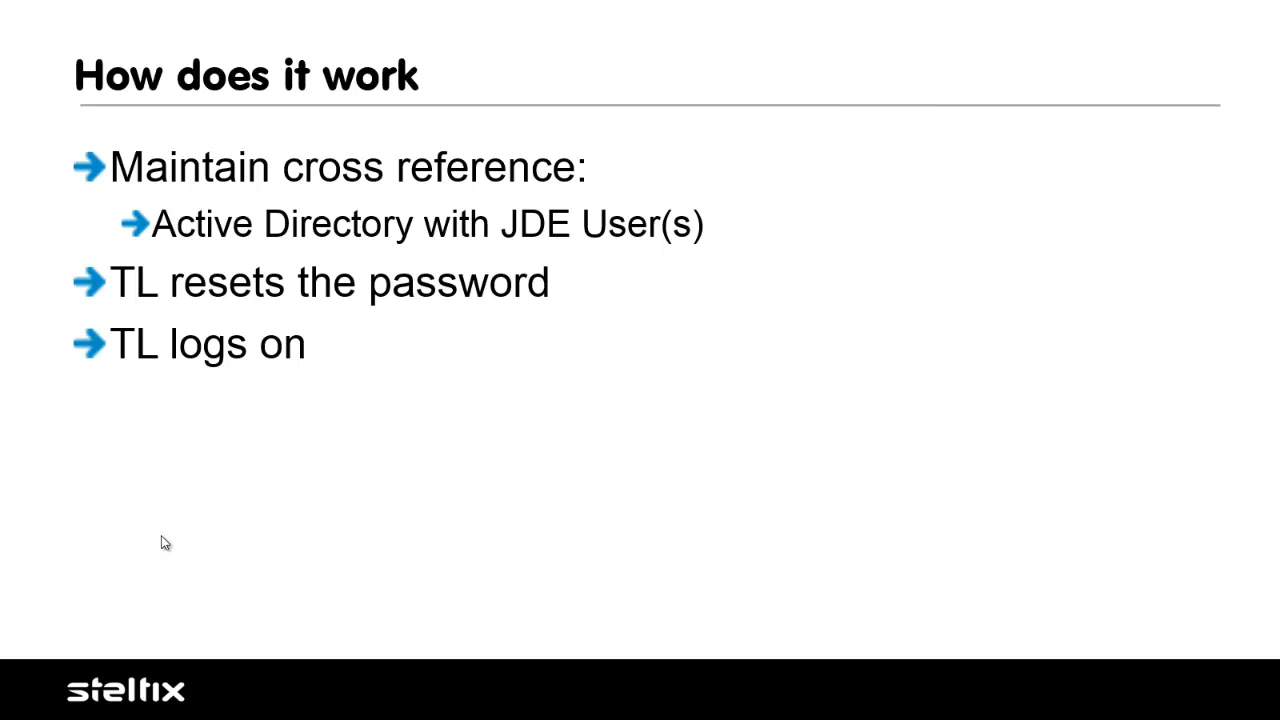 How does it work
Maintain cross reference:
Active Directory with JDE User(s)
TL resets the password
TL logs on
steltix